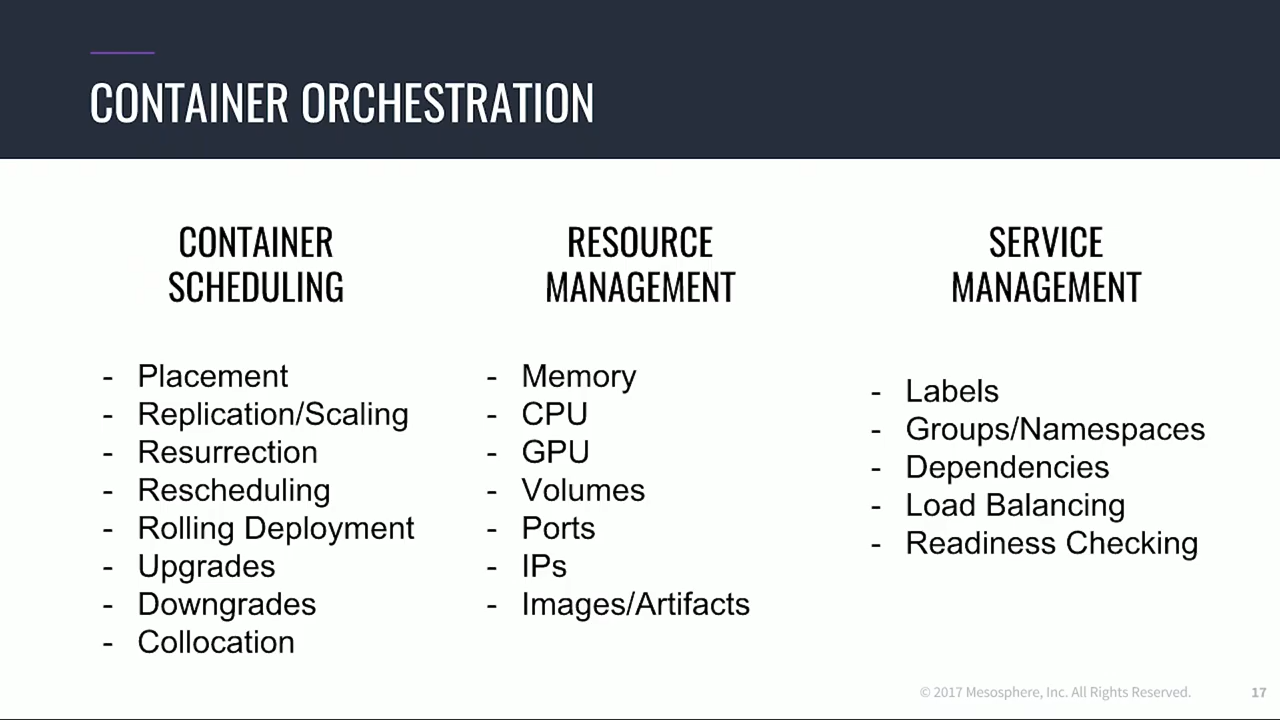 CONTAINER ORCHESTRATION
CONTAINER
SCHEDULING
- Placement
- Replication/Scaling
- Resurrection
- Rescheduling
- Rolling Deployment
- Upgrades
- Downgrades
- Collocation
RESOURCE
MANAGEMENT
- Memory
- CPU
- GPU
- Volumes
- Ports
- IPs
- Images/Artifacts
SERVICE
MANAGEMENT
- Labels
- Groups/Namespaces
- Dependencies
- Load Balancing
- Readiness Checking
© 2017 Mesosphere, Inc. All Rights Reserved.
17